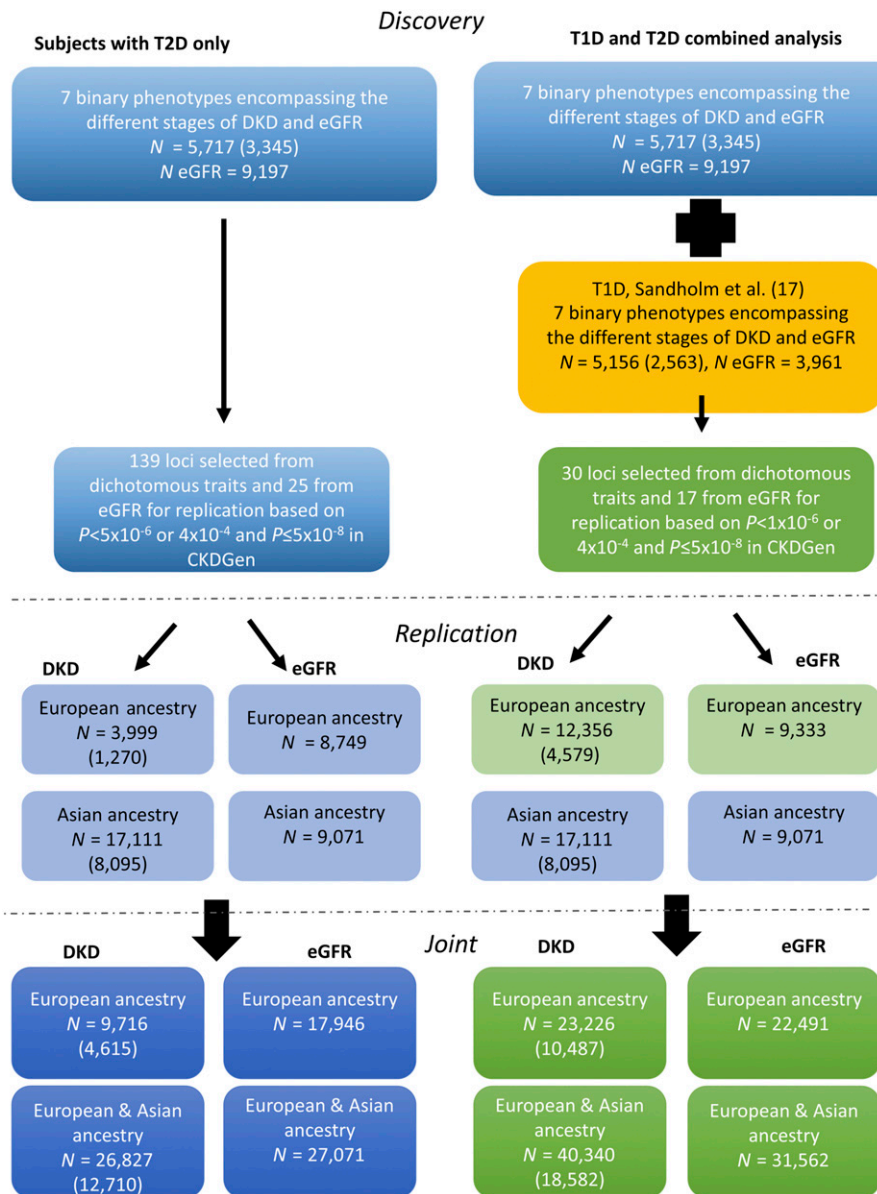 Discovery
Subjects with T2D only
7 binary phenotypes encompassing the
different stages of DKD and eGFR
N = 5,717 (3,345)
N eGFR = 9,197
139 loci selected from
dichotomous traits and 25 from
eGFR for replication based on
P<5x10⁻⁶ or 4x10⁻⁴ and P≤5x10⁻⁸ in
CKDGen
T1D and T2D combined analysis
7 binary phenotypes encompassing
the different stages of DKD and eGFR
N = 5,717 (3,345)
N eGFR = 9,197
T1D, Sandholm et al. (17)
7 binary phenotypes encompassing
the different stages of DKD and eGFR
N = 5,156 (2,563), N eGFR = 3,961
30 loci selected from dichotomous
traits and 17 from eGFR for
replication based on P<1x10⁻⁶ or
4x10⁻⁴ and P≤5x10⁻⁸ in CKDGen
Replication
DKD
European ancestry
N = 3,999
(1,270)
Asian ancestry
N = 17,111
(8,095)
eGFR
European ancestry
N = 8,749
Asian ancestry
N = 9,071
DKD
European ancestry
N = 12,356
(4,579)
Asian ancestry
N = 17,111
(8,095)
eGFR
European ancestry
N = 9,333
Asian ancestry
N = 9,071
Joint
DKD
European ancestry
N = 9,716
(4,615)
European & Asian
ancestry
N = 26,827
(12,710)
eGFR
European ancestry
N = 17,946
European & Asian
ancestry
N = 27,071
DKD
European ancestry
N = 23,226
(10,487)
European & Asian
ancestry
N = 40,340
(18,582)
eGFR
European ancestry
N = 22,491
European & Asian
ancestry
N = 31,562